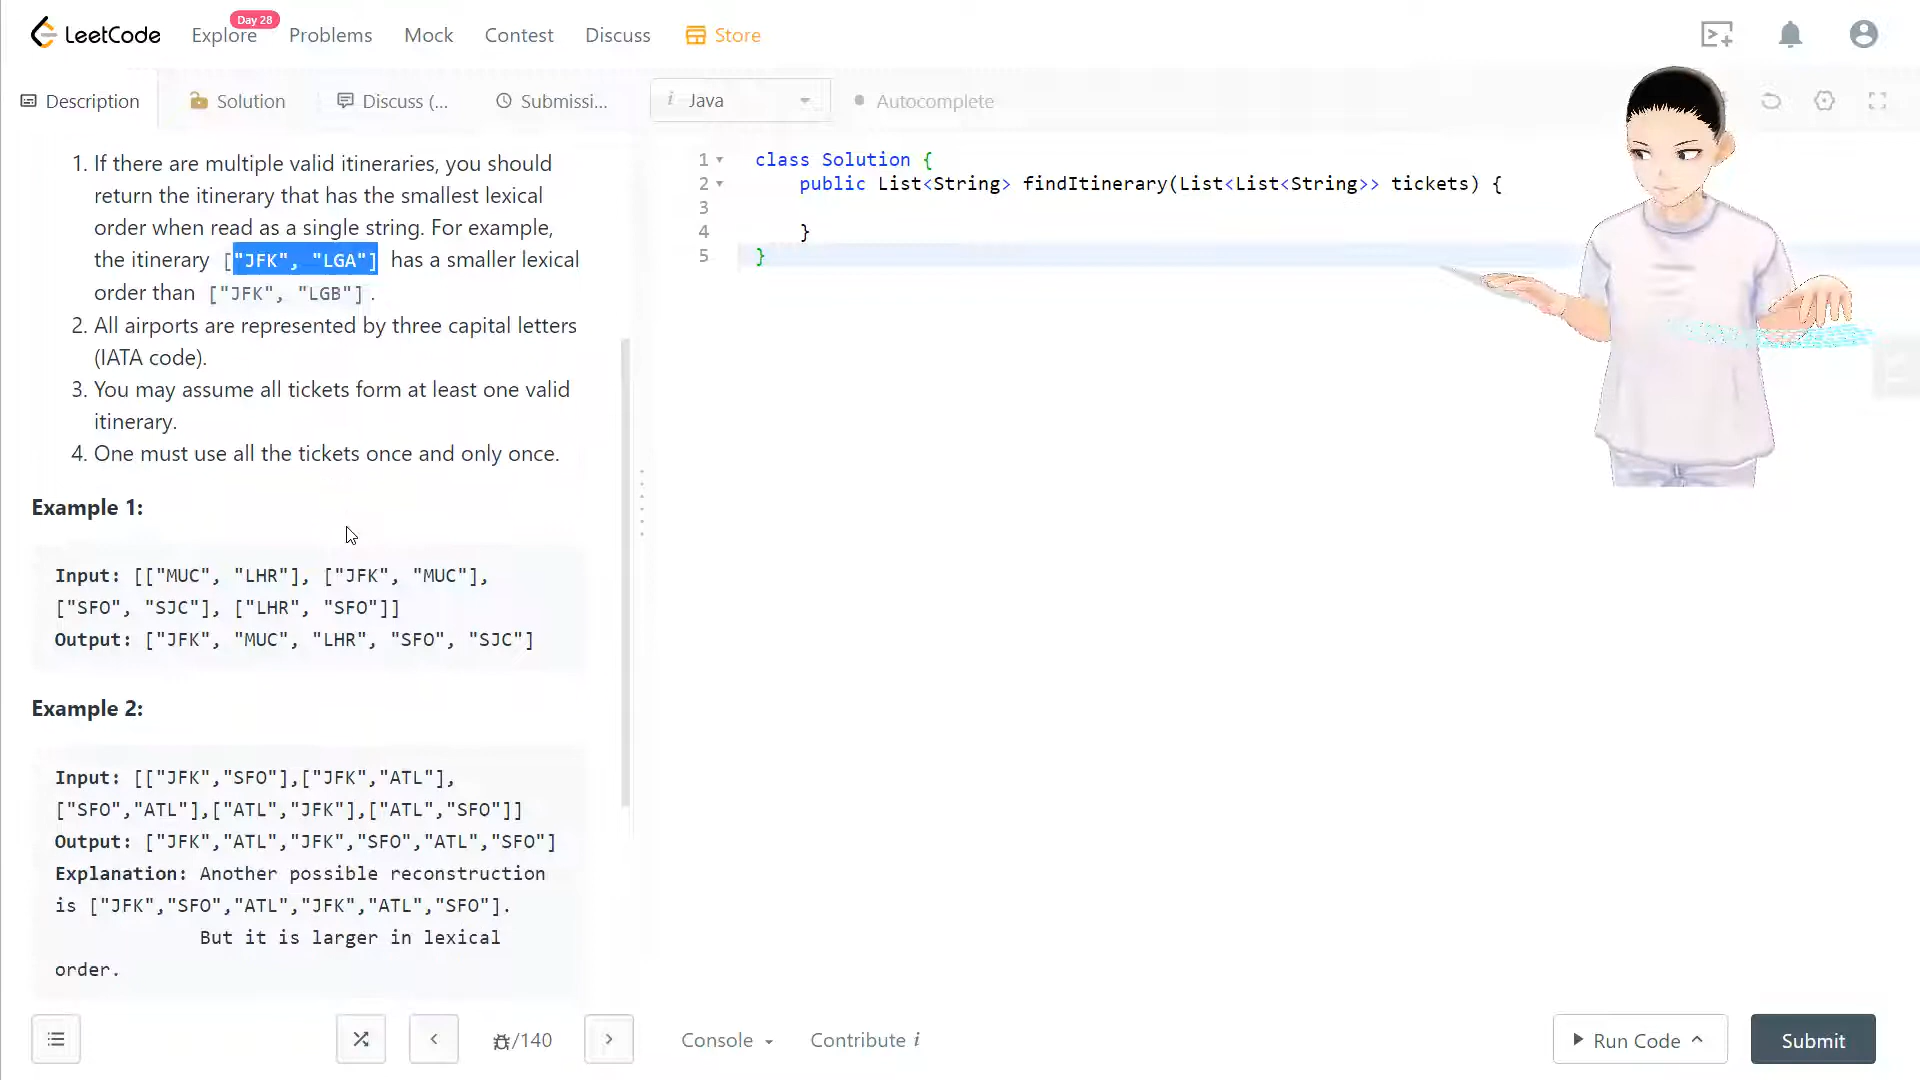 LeetCode
Explore
Day 28
Problems
Mock
Contest
Discuss
Store
Description
Solution
Discuss (...
Submissi...
i Java
Autocomplete
1. If there are multiple valid itineraries, you should
return the itinerary that has the smallest lexical
order when read as a single string. For example,
the itinerary ["JFK", "LGA"] has a smaller lexical
order than ["JFK", "LGB"].
2. All airports are represented by three capital letters
(IATA code).
3. You may assume all tickets form at least one valid
itinerary.
4. One must use all the tickets once and only once.
Example 1:
Input: [["MUC", "LHR"], ["JFK", "MUC"],
["SFO", "SJC"], ["LHR", "SFO"]]
Output: ["JFK", "MUC", "LHR", "SFO", "SJC"]
Example 2:
Input: [["JFK","SFO"],["JFK","ATL"],
["SFO","ATL"],["ATL","JFK"],["ATL","SFO"]]
Output: ["JFK","ATL","JFK","SFO","ATL","SFO"]
Explanation: Another possible reconstruction
is ["JFK","SFO","ATL","JFK","ATL","SFO"].
But it is larger in lexical
order.
1 class Solution {
2 public List<String> findItinerary(List<List<String>> tickets) {
3
4 }
5 }
/140
Console
Contribute i
Run Code
Submit